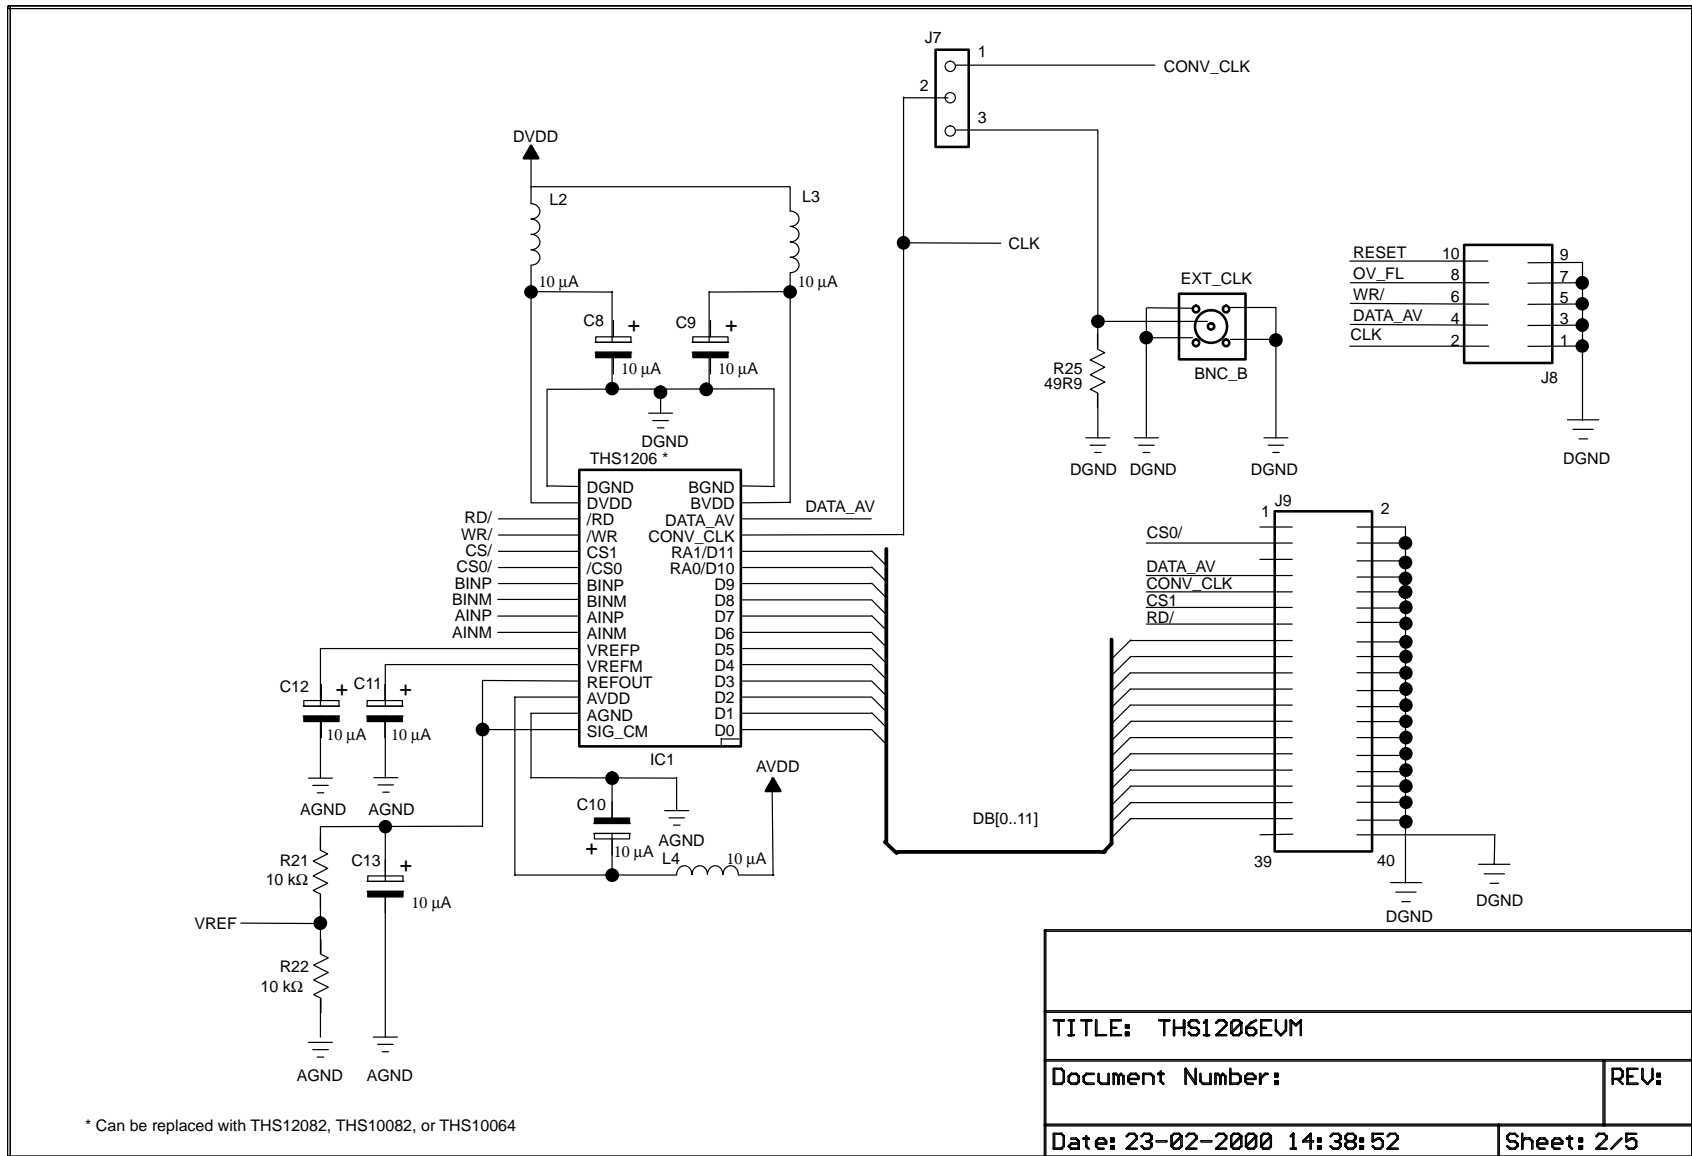 J7
1
CONV_CLK
2
3
DVDD
L2
L3
CLK
10 µA
10 µA
C8
+
C9
+
10 µA
10 µA
DGND
EXT_CLK
BNC_B
R25
49R9
DGND
DGND
DGND
RESET 10 9
OV_FL 8 7
WR/ 6 5
DATA_AV 4 3
CLK 2 1
J8
DGND
THS1206 *
DGND BGND
DVDD BVDD
RD/ /RD DATA_AV DATA_AV
WR/ /WR CONV_CLK
CS/ CS1 RA1/D11
CS0/ /CS0 RA0/D10
BINP BINP D9
BINM BINM D8
AINP AINP D7
AINM AINM D6
VREFP D5
VREFM D4
REFOUT D3
AVDD D2
AGND D1
SIG_CM D0
IC1
C12 +
C11 +
10 µA
10 µA
AGND
AGND
C10
+
10 µA
AGND
L4
10 µA
AVDD
R21
10 kΩ
C13 +
10 µA
VREF
R22
10 kΩ
AGND
AGND
J9
1
2
CS0/
DATA_AV
CONV_CLK
CS1
RD/
DB[0..11]
39
40
DGND
DGND
TITLE: THS1206EVM
Document Number:
REV:
Date: 23-02-2000 14:38:52
Sheet: 2/5
* Can be replaced with THS12082, THS10082, or THS10064